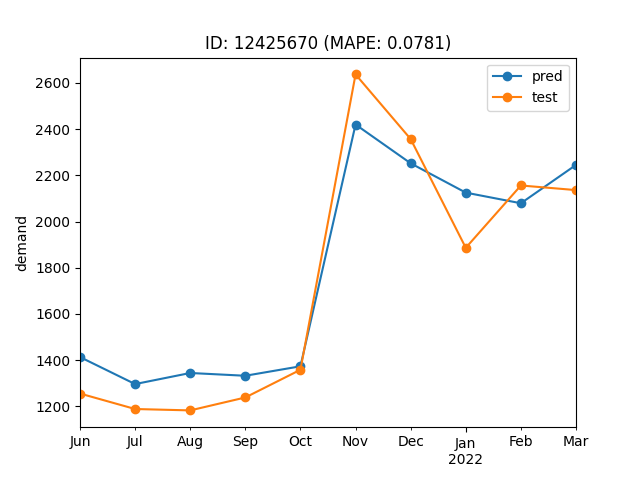 ID: 12425670 (MAPE: 0.0781)
pred
test
demand
2600
2400
2200
2000
1800
1600
1400
1200
Jun Jul Aug Sep Oct Nov Dec Jan Feb Mar
2022